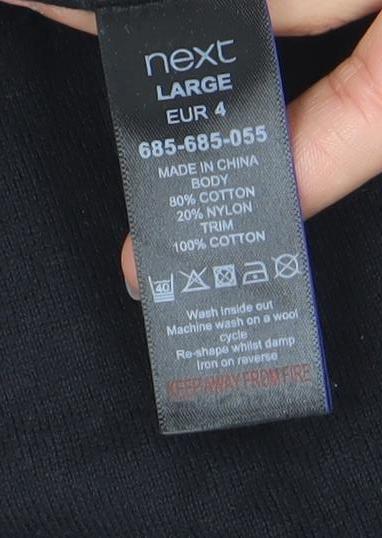 next
LARGE
EUR 4
685-685-055
MADE IN CHINA
BODY
80% COTTON
20% NYLON
TRIM
100% COTTON
40
Wash inside out
Machine wash on a wool
cycle
Re-shape whilst damp
Iron on reverse
KEEP AWAY FROM FIRE